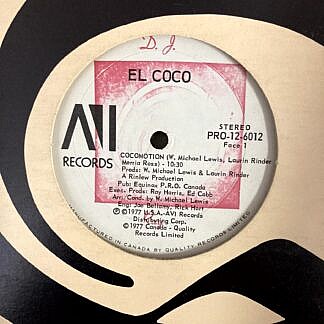 D. J.
EL COCO
AVI
RECORDS
STEREO
PRO-12-6012
Face 1
COCOMOTION (W. Michael Lewis, Laurin Rinder
Merria Ross) - 10:30
Prods: W. Michael Lewis & Laurin Rinder
A Rinlew Production
Pub: Equinox P.R.O. Canada
Exec. Prods: Ray Harris, Ed Cobb
Arr. Cond. by W. Michael Lewis
Eng: Joe Bellamy, Rick Hart
©1977 U.S.A.-AVI Records
Distributing Corp.
©1977 Canada - Quality
Records Limited
MANUFACTURED IN CANADA BY QUALITY RECORDS LIMITED